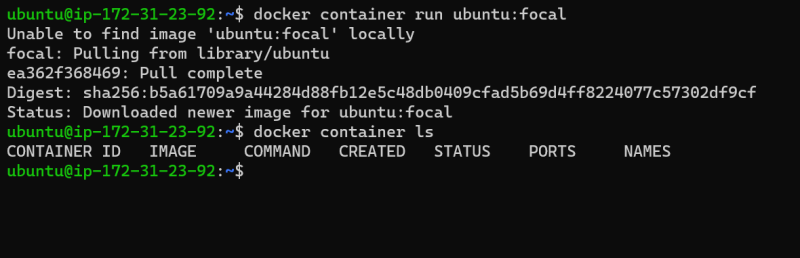 ubuntu@ip-172-31-23-92:~$ docker container run ubuntu:focal
Unable to find image 'ubuntu:focal' locally
focal: Pulling from library/ubuntu
ea362f368469: Pull complete
Digest: sha256:b5a61709a9a44284d88fb12e5c48db0409cfad5b69d4ff8224077c57302df9cf
Status: Downloaded newer image for ubuntu:focal
ubuntu@ip-172-31-23-92:~$ docker container ls
CONTAINER ID   IMAGE     COMMAND   CREATED   STATUS    PORTS     NAMES
ubuntu@ip-172-31-23-92:~$